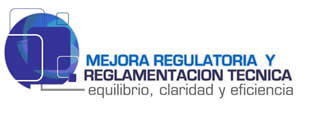 MEJORA REGULATORIA Y
REGLAMENTACION TECNICA
equilibrio, claridad y eficiencia